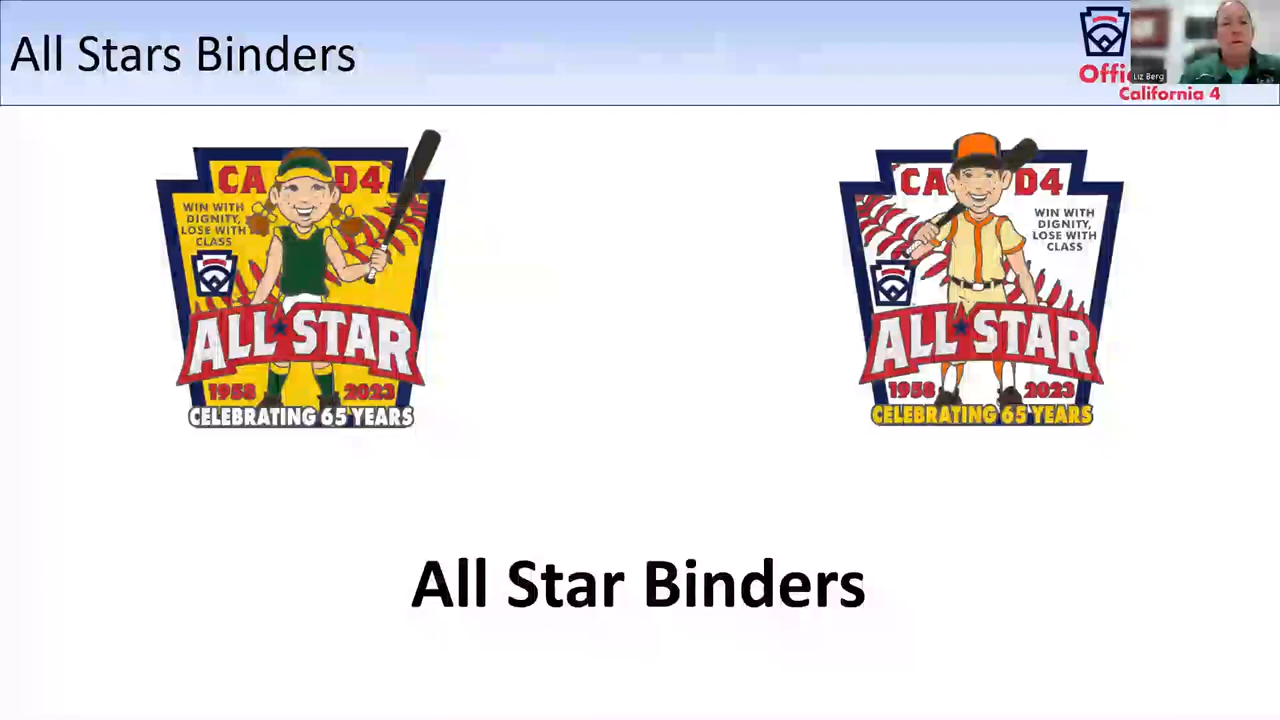 All Stars Binders
Liz Berg
California 4
CA D4
WIN WITH
DIGNITY,
LOSE WITH
CLASS
ALL STAR
1958 2023
CELEBRATING 65 YEARS
CA D4
WIN WITH
DIGNITY,
LOSE WITH
CLASS
ALL STAR
1958 2023
CELEBRATING 65 YEARS
All Star Binders